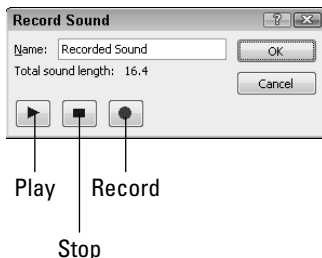 Record Sound
Name: Recorded Sound
OK
Total sound length: 16.4
Cancel
Play Record
Stop